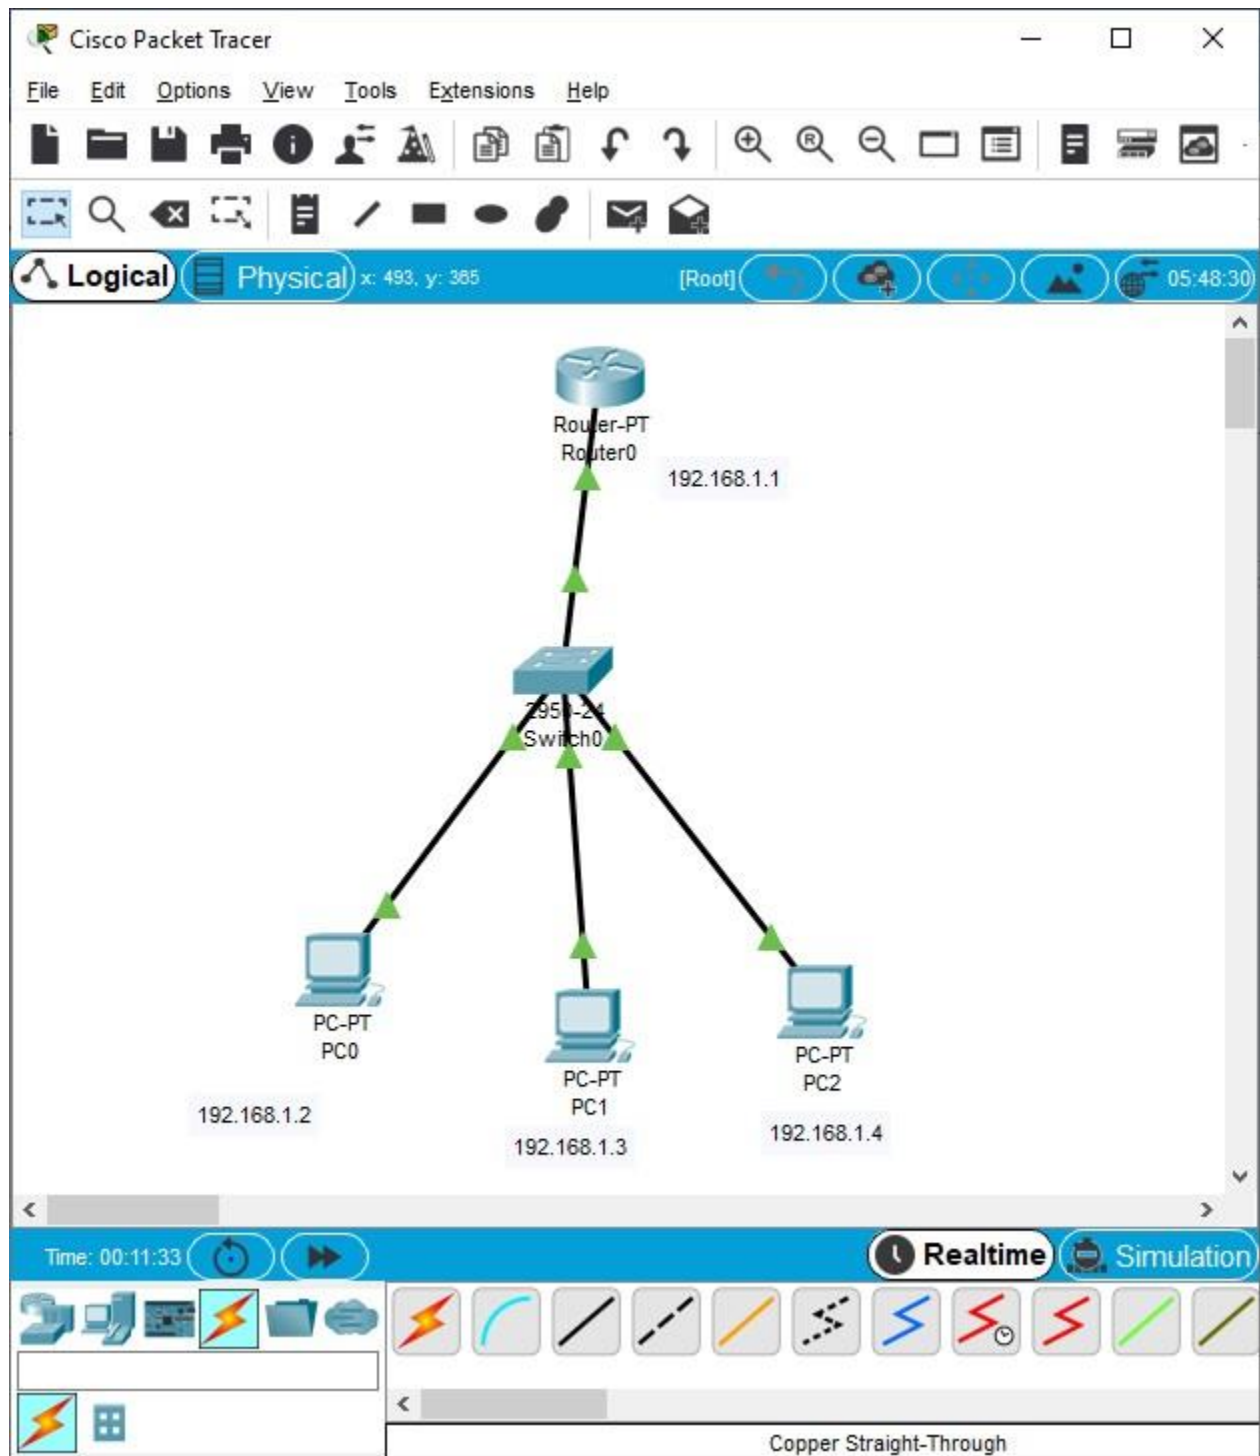 Cisco Packet Tracer
File Edit Options View Tools Extensions Help
Logical Physical x: 493, y: 365 [Root] 05:48:30
Router-PT
Router0
192.168.1.1
2950-24
Switch0
PC-PT
PC0
PC-PT
PC1
PC-PT
PC2
192.168.1.2
192.168.1.3
192.168.1.4
Time: 00:11:33 Realtime Simulation
Copper Straight-Through